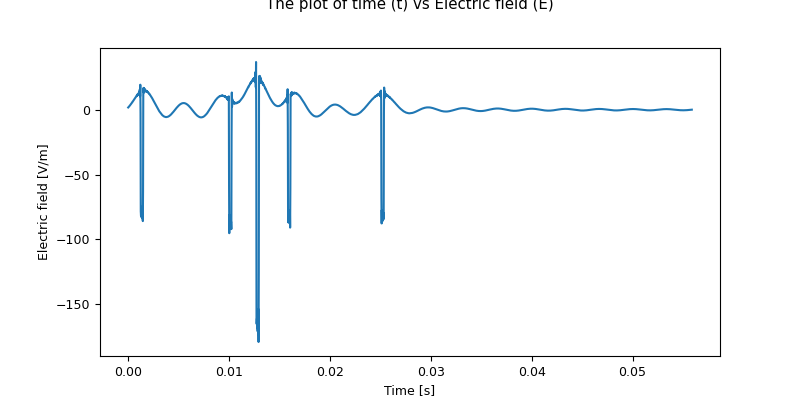 The plot of time (t) vs Electric field (E)
Electric field [V/m]
0
−50
−100
−150
0.00 0.01 0.02 0.03 0.04 0.05
Time [s]